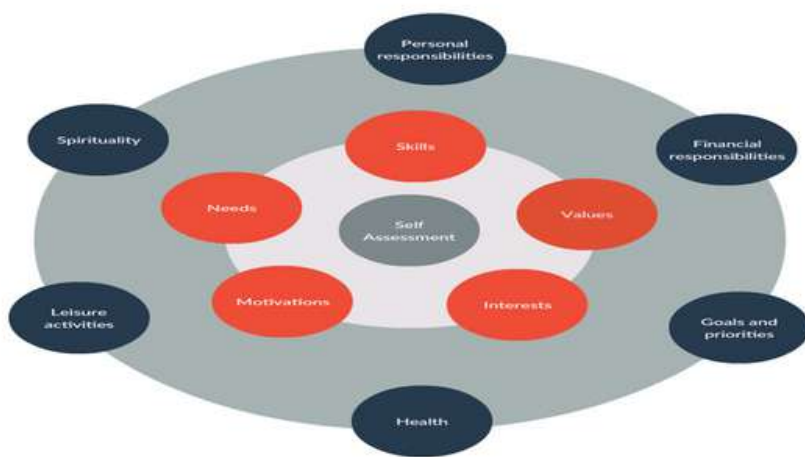 Personal
responsibilities
Spirituality
Skills
Financial
responsibilities
Needs
Values
Self
Assessment
Motivations
Interests
Leisure
activities
Goals and
priorities
Health